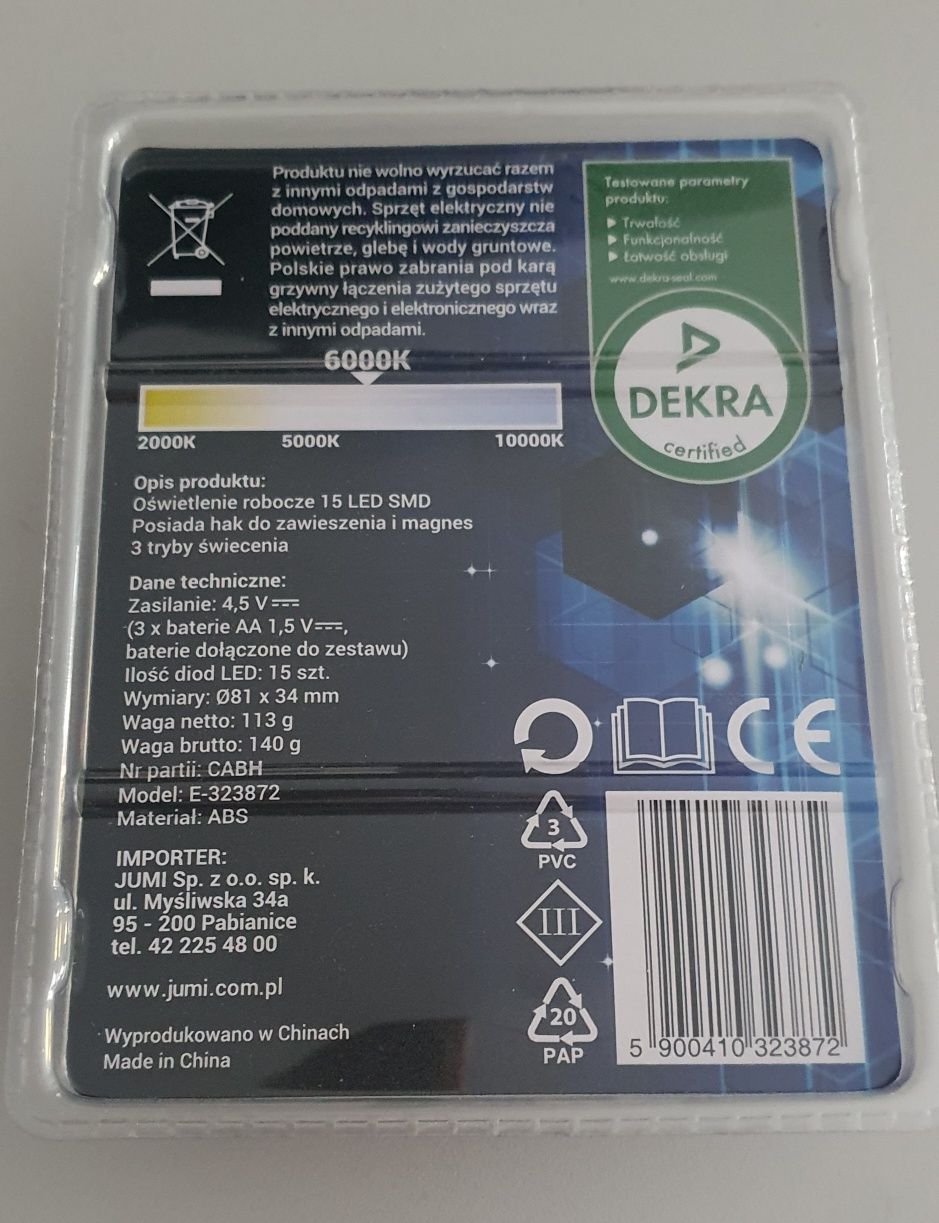 Produktu nie wolno wyrzucać razem
z innymi odpadami z gospodarstw
domowych. Sprzęt elektryczny nie
poddany recyklingowi zanieczyszcza
powietrze, glebę i wody gruntowe.
Polskie prawo zabrania pod karą
grzywny łączenia zużytego sprzętu
elektrycznego i elektronicznego wraz
z innymi odpadami.
Testowane parametry
produktu:
▶ Trwałość
▶ Funkcjonalność
▶ Łatwość obsługi
www.dekra-seal.com
DEKRA
certified
6000K
2000K 5000K 10000K
Opis produktu:
Oświetlenie robocze 15 LED SMD
Posiada hak do zawieszenia i magnes
3 tryby świecenia
Dane techniczne:
Zasilanie: 4,5 V⎓
(3 x baterie AA 1,5 V⎓,
baterie dołączone do zestawu)
Ilość diod LED: 15 szt.
Wymiary: Ø81 x 34 mm
Waga netto: 113 g
Waga brutto: 140 g
Nr partii: CABH
Model: E-323872
Materiał: ABS
IMPORTER:
JUMI Sp. z o.o. sp. k.
ul. Myśliwska 34a
95 - 200 Pabianice
tel. 42 225 48 00
www.jumi.com.pl
Wyprodukowano w Chinach
Made in China
CE
3
PVC
III
20
PAP
5 900410 323872